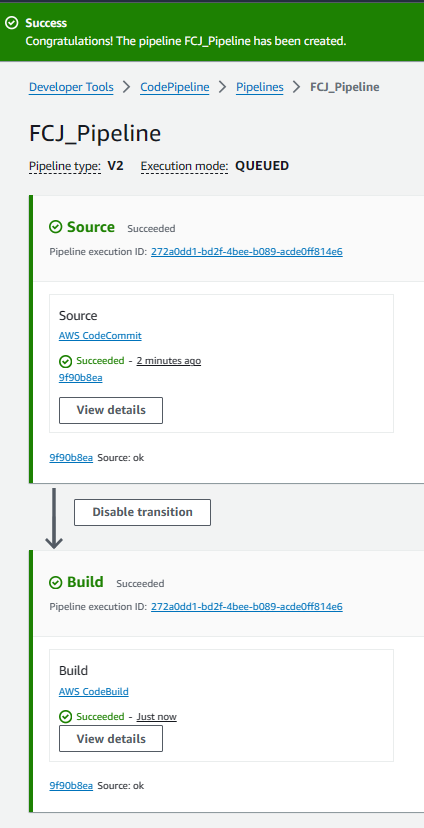 Success
Congratulations! The pipeline FCJ_Pipeline has been created.
Developer Tools > CodePipeline > Pipelines > FCJ_Pipeline
FCJ_Pipeline
Pipeline type: V2 Execution mode: QUEUED
Source Succeeded
Pipeline execution ID: 272a0dd1-bd2f-4bee-b089-acde0ff814e6
Source
AWS CodeCommit
Succeeded - 2 minutes ago
9f90b8ea
View details
9f90b8ea Source: ok
Disable transition
Build Succeeded
Pipeline execution ID: 272a0dd1-bd2f-4bee-b089-acde0ff814e6
Build
AWS CodeBuild
Succeeded - Just now
View details
9f90b8ea Source: ok